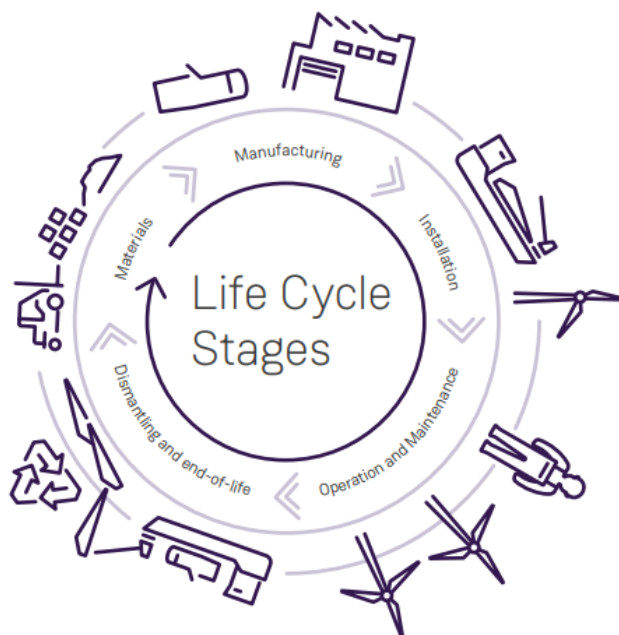 Manufacturing
Installation
Operation and Maintenance
Dismantling and end-of-life
Materials
Life Cycle
Stages